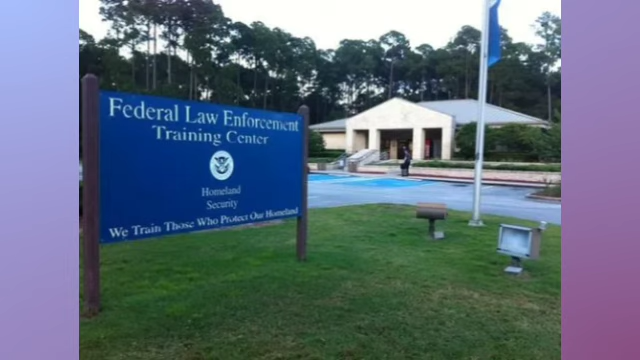 Federal Law Enforcement
Training Center
Homeland
Security
We Train Those Who Protect Our Homeland